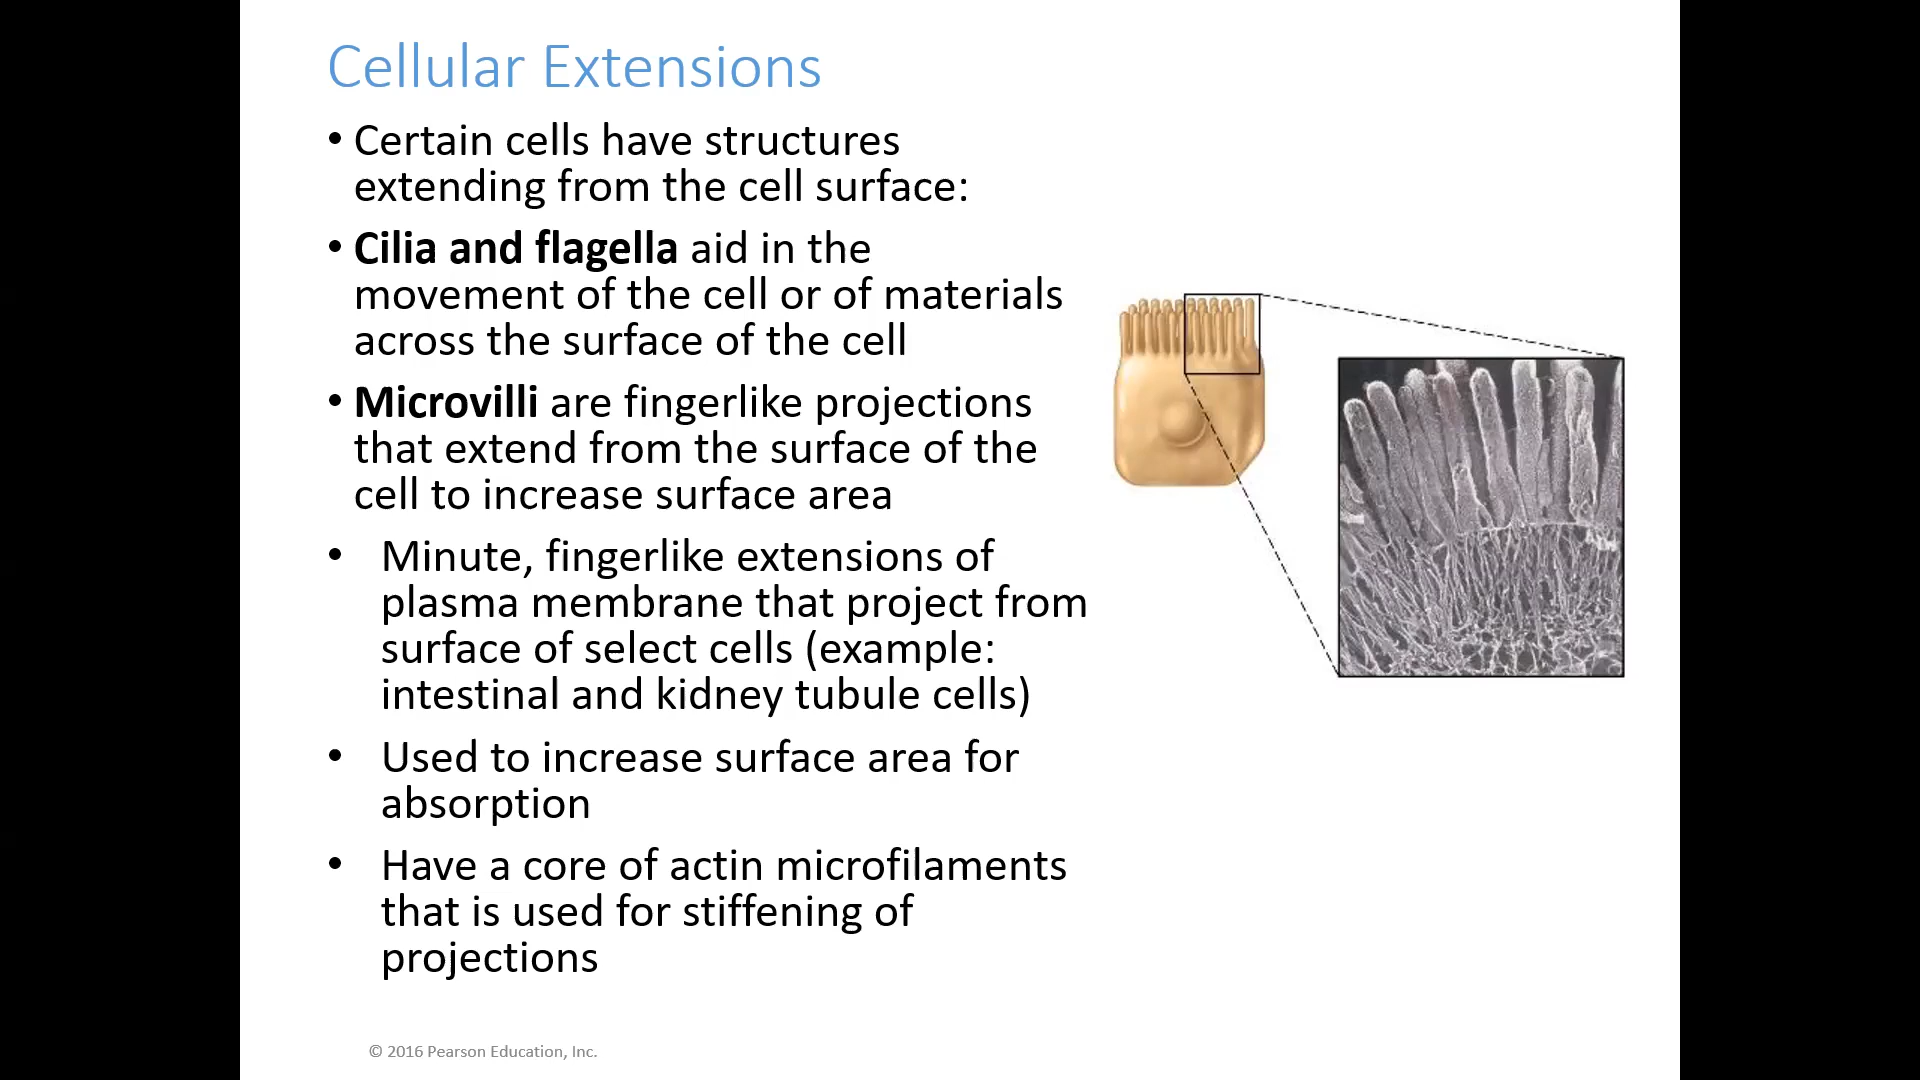 Cellular Extensions
• Certain cells have structures
extending from the cell surface:
• Cilia and flagella aid in the
movement of the cell or of materials
across the surface of the cell
• Microvilli are fingerlike projections
that extend from the surface of the
cell to increase surface area
• Minute, fingerlike extensions of
plasma membrane that project from
surface of select cells (example:
intestinal and kidney tubule cells)
• Used to increase surface area for
absorption
• Have a core of actin microfilaments
that is used for stiffening of
projections
© 2016 Pearson Education, Inc.